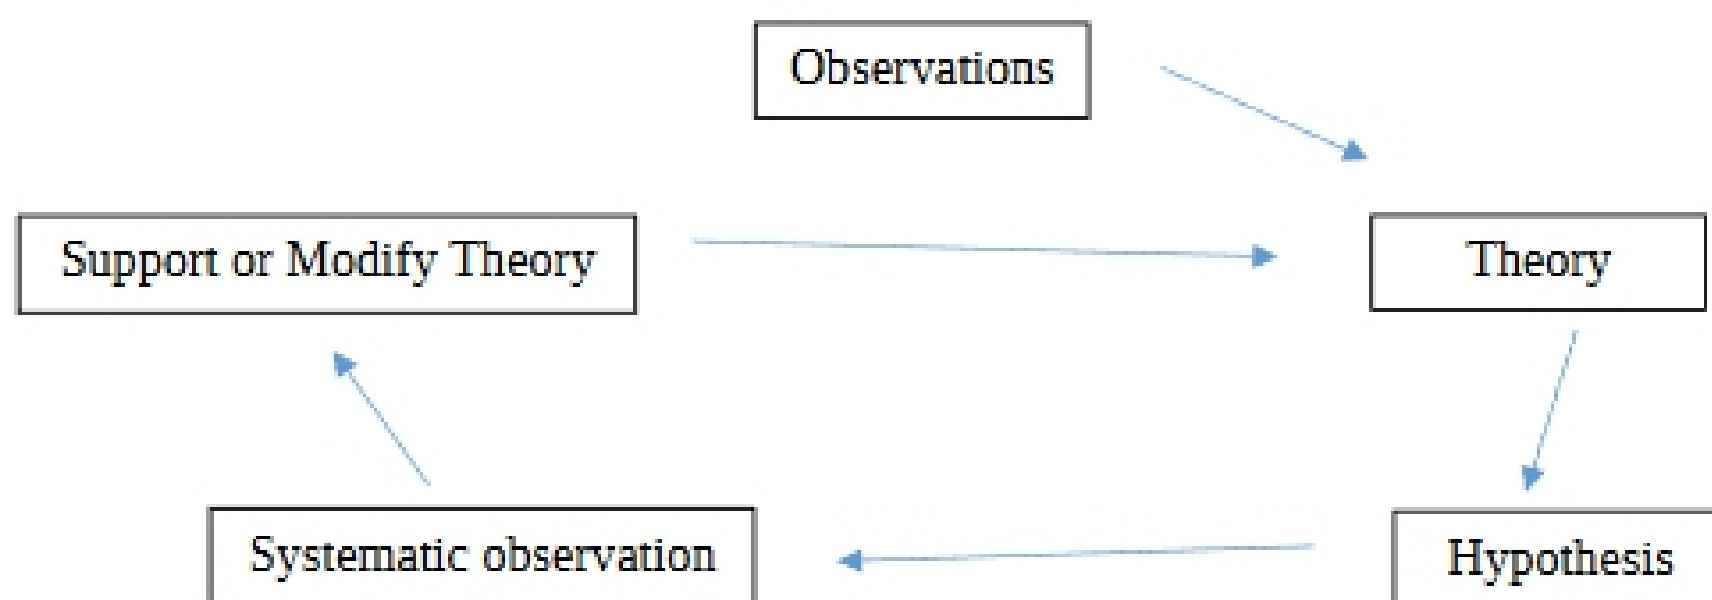 Observations
Support or Modify Theory
Theory
Systematic observation
Hypothesis